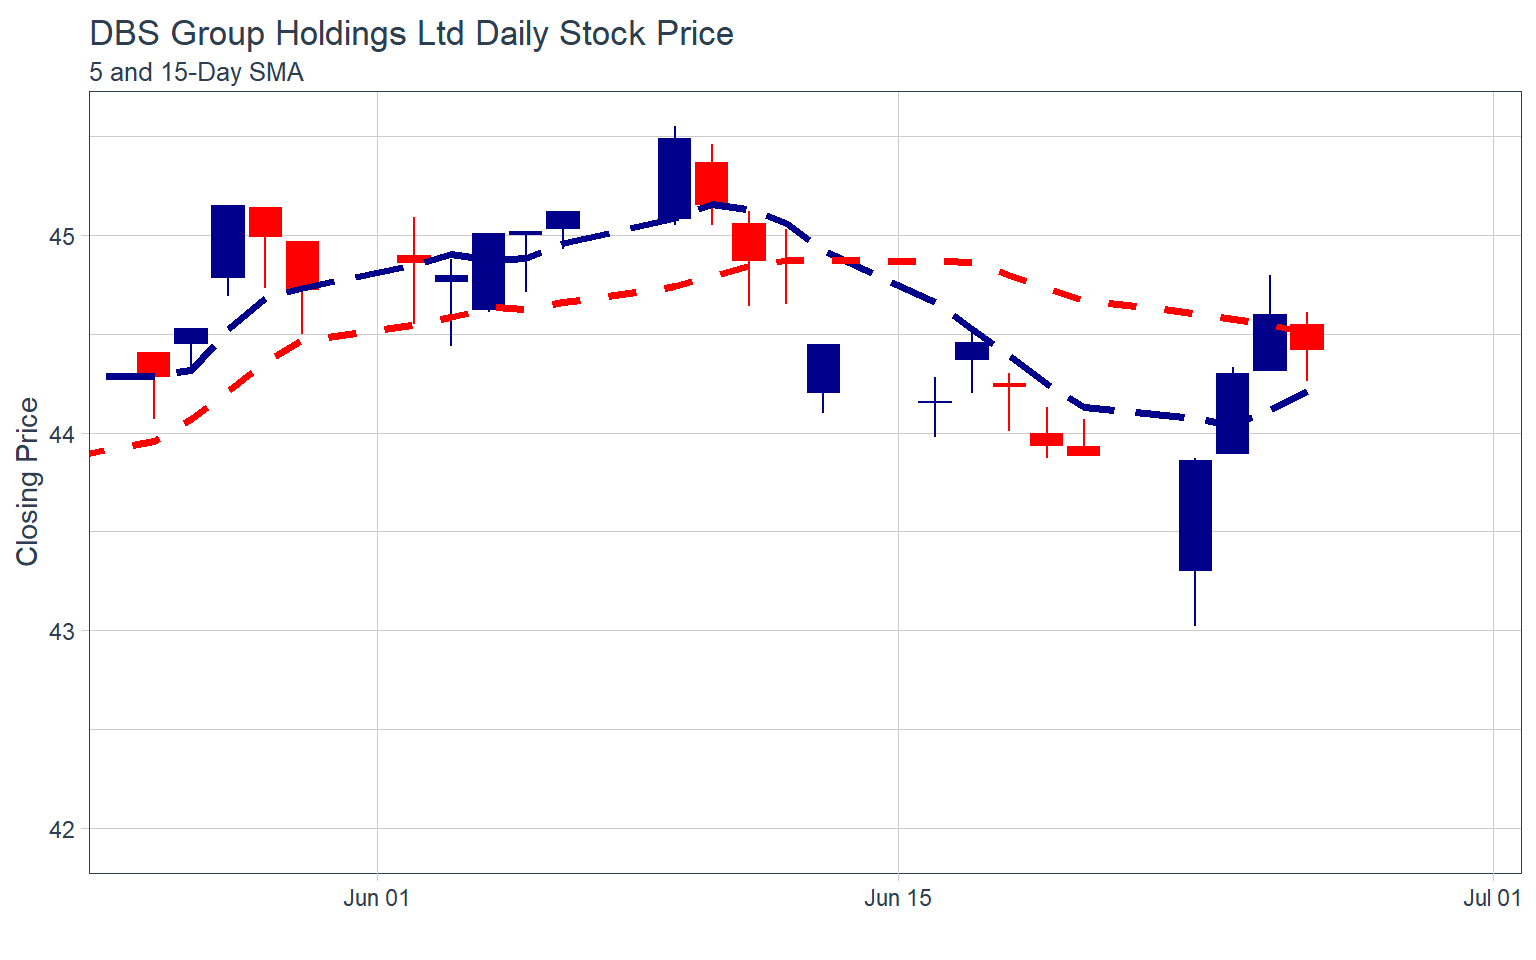 DBS Group Holdings Ltd Daily Stock Price
5 and 15-Day SMA
Closing Price
45
44
43
42
Jun 01
Jun 15
Jul 01